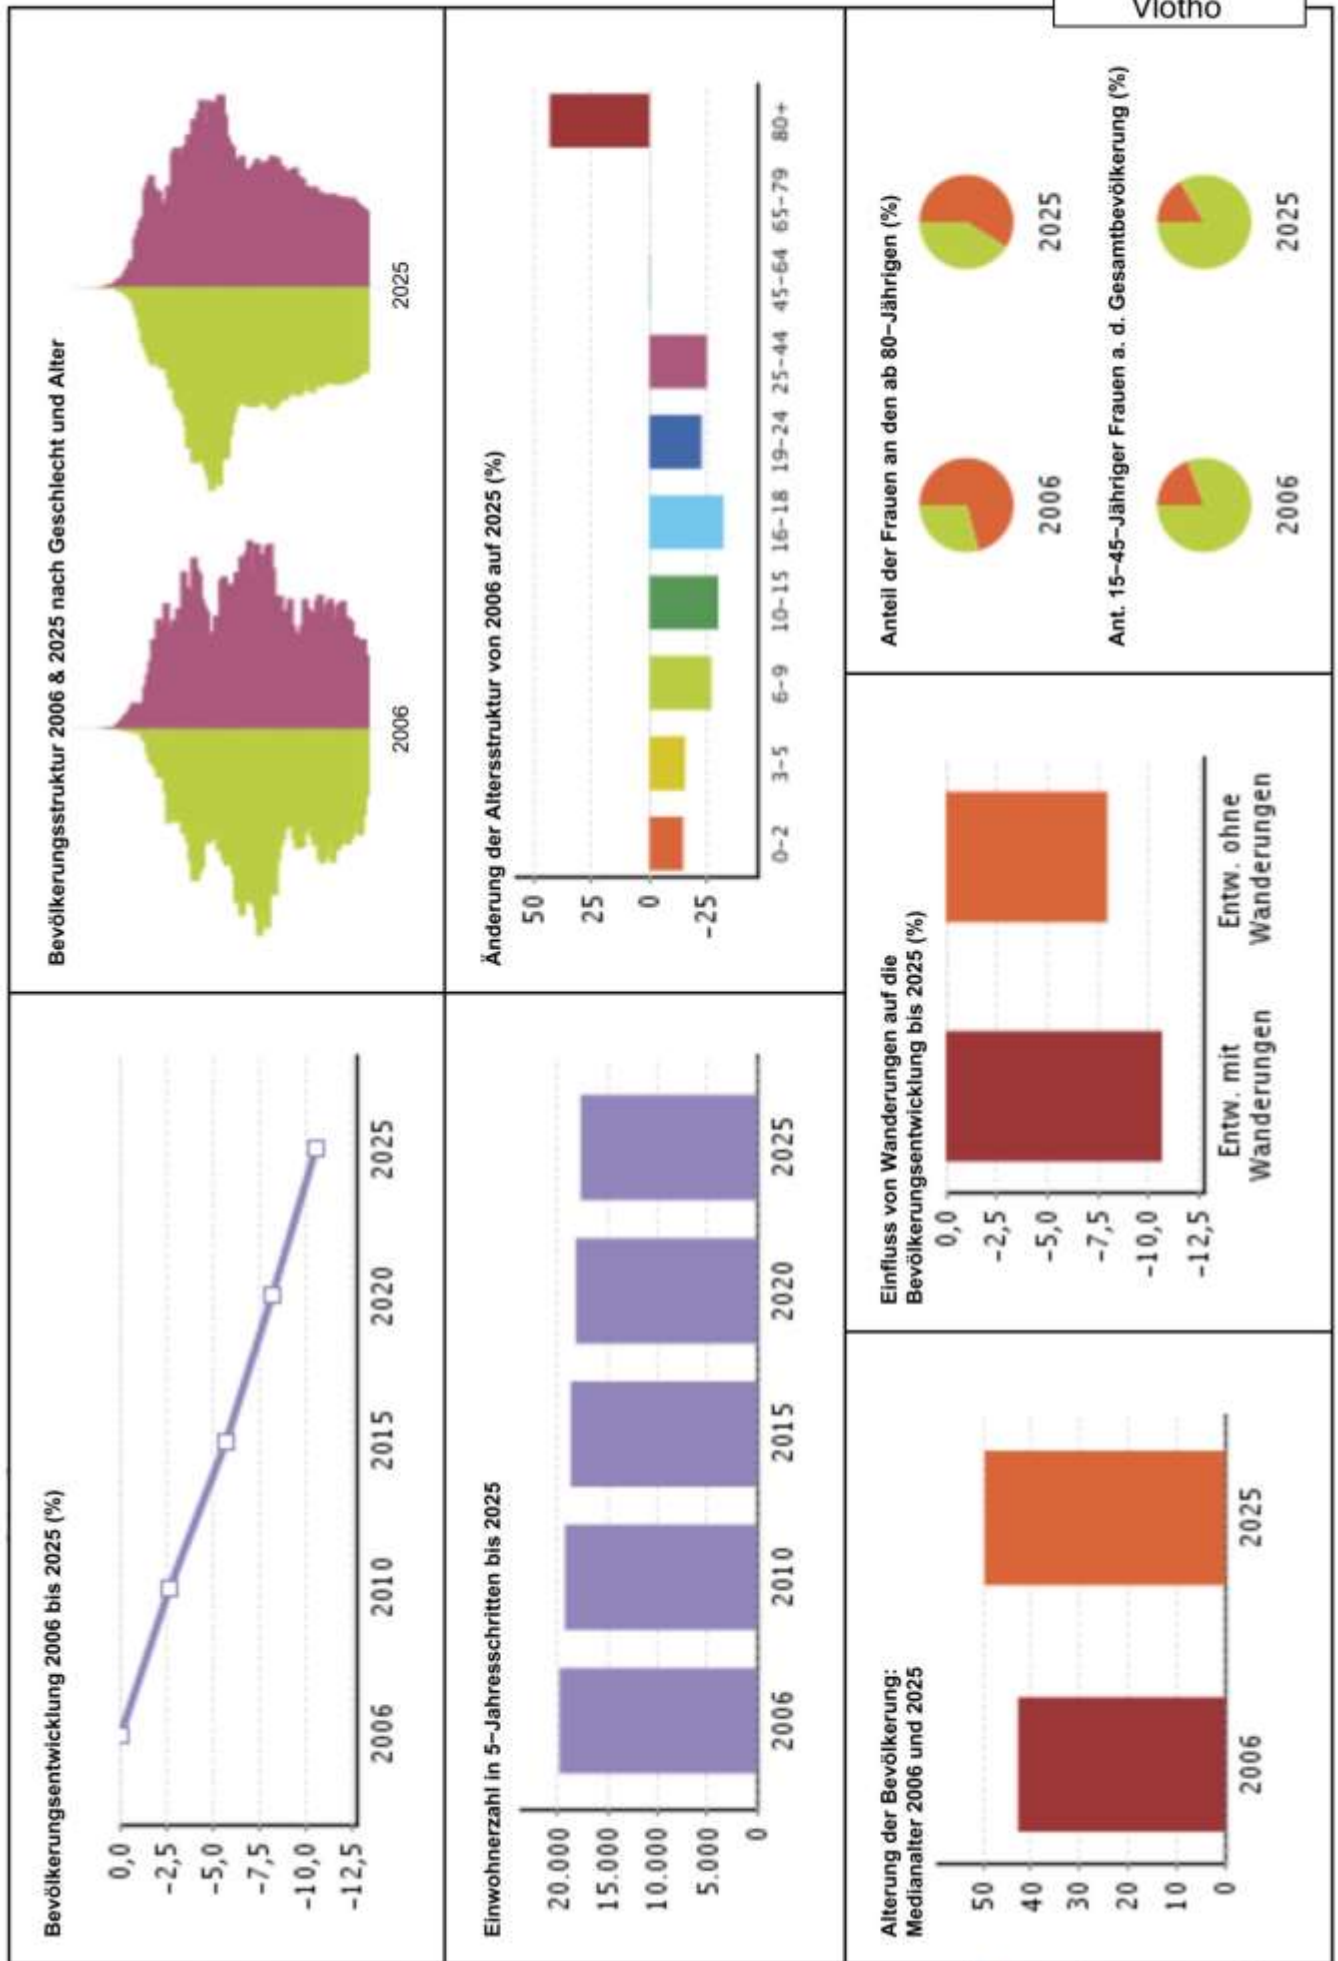 Vlotho
Bevölkerungsentwicklung 2006 bis 2025 (%)
0,0
-2,5
-5,0
-7,5
-10,0
-12,5
2006 2010 2015 2020 2025
Bevölkerungsstruktur 2006 & 2025 nach Geschlecht und Alter
2006 2025
Einwohnerzahl in 5-Jahresschritten bis 2025
20.000
15.000
10.000
5.000
0
2006 2010 2015 2020 2025
Änderung der Altersstruktur von 2006 auf 2025 (%)
50
25
0
-25
0-2 3-5 6-9 10-15 16-18 19-24 25-44 45-64 65-79 80+
Alterung der Bevölkerung:
Medianalter 2006 und 2025
50
40
30
20
10
0
2006 2025
Einfluss von Wanderungen auf die
Bevölkerungsentwicklung bis 2025 (%)
0,0
-2,5
-5,0
-7,5
-10,0
-12,5
Entw. mit Entw. ohne
Wanderungen Wanderungen
Anteil der Frauen an den ab 80-Jährigen (%)
2006 2025
Ant. 15-45-Jähriger Frauen a. d. Gesamtbevölkerung (%)
2006 2025